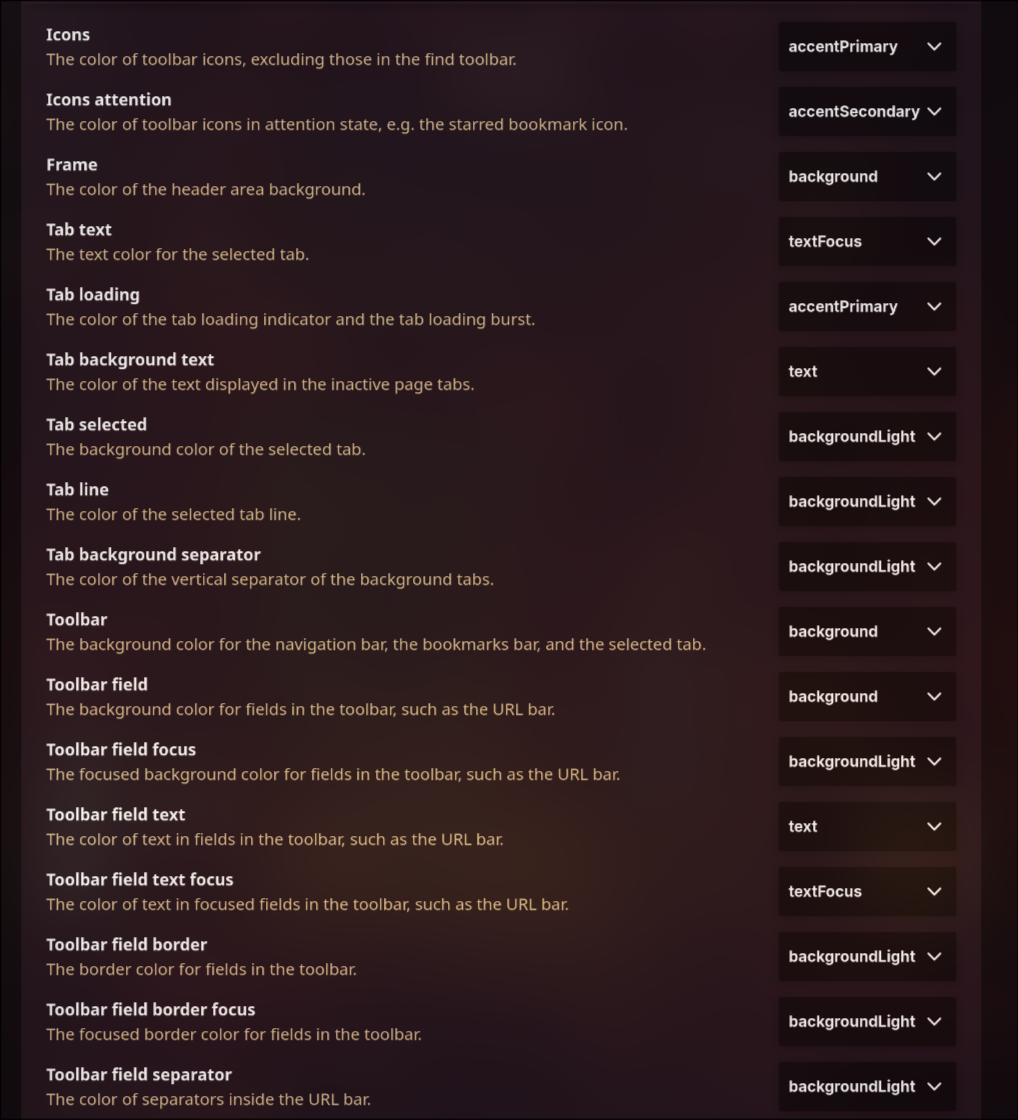 Icons
The color of toolbar icons, excluding those in the find toolbar.
accentPrimary
Icons attention
The color of toolbar icons in attention state, e.g. the starred bookmark icon.
accentSecondary
Frame
The color of the header area background.
background
Tab text
The text color for the selected tab.
textFocus
Tab loading
The color of the tab loading indicator and the tab loading burst.
accentPrimary
Tab background text
The color of the text displayed in the inactive page tabs.
text
Tab selected
The background color of the selected tab.
backgroundLight
Tab line
The color of the selected tab line.
backgroundLight
Tab background separator
The color of the vertical separator of the background tabs.
backgroundLight
Toolbar
The background color for the navigation bar, the bookmarks bar, and the selected tab.
background
Toolbar field
The background color for fields in the toolbar, such as the URL bar.
background
Toolbar field focus
The focused background color for fields in the toolbar, such as the URL bar.
backgroundLight
Toolbar field text
The color of text in fields in the toolbar, such as the URL bar.
text
Toolbar field text focus
The color of text in focused fields in the toolbar, such as the URL bar.
textFocus
Toolbar field border
The border color for fields in the toolbar.
backgroundLight
Toolbar field border focus
The focused border color for fields in the toolbar.
backgroundLight
Toolbar field separator
The color of separators inside the URL bar.
backgroundLight